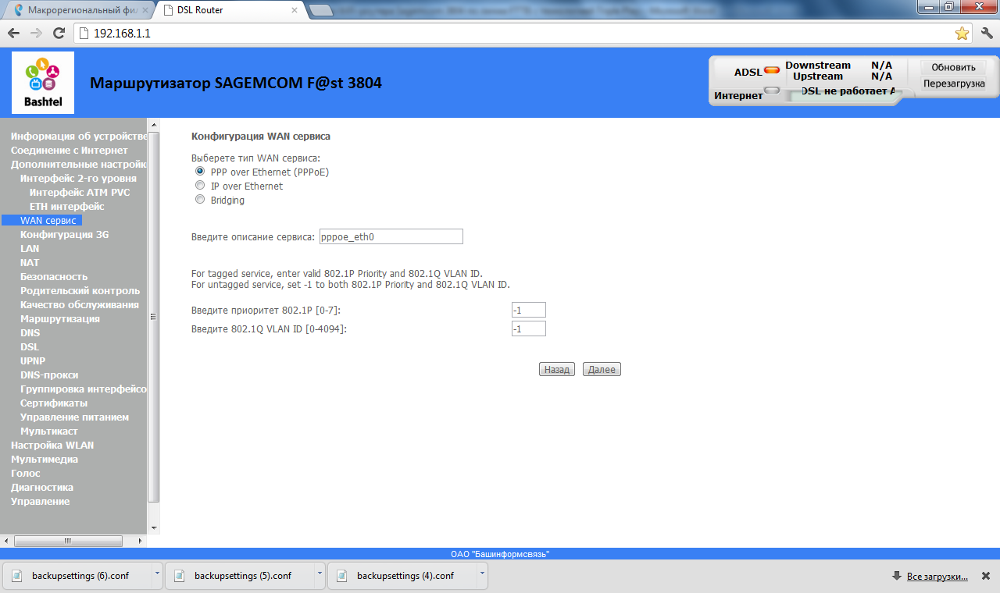 Макрорегиональный фил
DSL Router
192.168.1.1
Bashtel
Маршрутизатор SAGEMCOM F@st 3804
ADSL
Downstream N/A
Upstream N/A
Интернет
DSL не работает
Обновить
Перезагрузка
Информация об устройстве
Соединение с Интернет
Дополнительные настройк
Интерфейс 2-го уровня
Интерфейс ATM PVC
ETH интерфейс
WAN сервис
Конфигурация 3G
LAN
NAT
Безопасность
Родительский контроль
Качество обслуживания
Маршрутизация
DNS
DSL
UPNP
DNS-прокси
Группировка интерфейсо
Сертификаты
Управление питанием
Мультикаст
Настройка WLAN
Мультимедиа
Голос
Диагностика
Управление
Конфигурация WAN сервиса
Выберете тип WAN сервиса:
PPP over Ethernet (PPPoE)
IP over Ethernet
Bridging
Введите описание сервиса: pppoe_eth0
For tagged service, enter valid 802.1P Priority and 802.1Q VLAN ID.
For untagged service, set -1 to both 802.1P Priority and 802.1Q VLAN ID.
Введите приоритет 802.1P [0-7]: -1
Введите 802.1Q VLAN ID [0-4094]: -1
Назад Далее
ОАО "Башинформсвязь"
backupsettings (6).conf
backupsettings (5).conf
backupsettings (4).conf
Все загрузки...